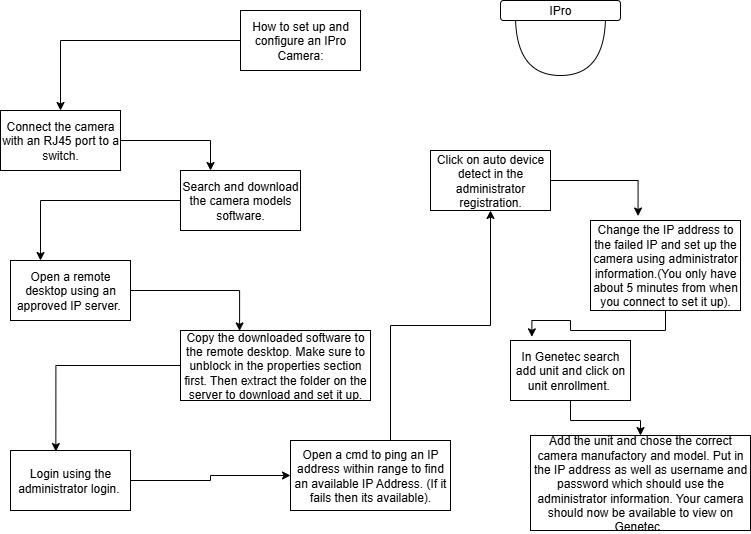 How to set up and
configure an IPro
Camera:
IPro
Connect the camera
with an RJ45 port to a
switch.
Search and download
the camera models
software.
Open a remote
desktop using an
approved IP server.
Copy the downloaded software to
the remote desktop. Make sure to
unblock in the properties section
first. Then extract the folder on the
server to download and set it up.
Login using the
administrator login.
Open a cmd to ping an IP
address within range to find
an available IP Address. (If it
fails then its available).
Click on auto device
detect in the
administrator
registration.
Change the IP address to
the failed IP and set up the
camera using administrator
information.(You only have
about 5 minutes from when
you connect to set it up).
In Genetec search
add unit and click on
unit enrollment.
Add the unit and chose the correct
camera manufactory and model. Put in
the IP address as well as username and
password which should use the
administrator information. Your camera
should now be available to view on
Genetec